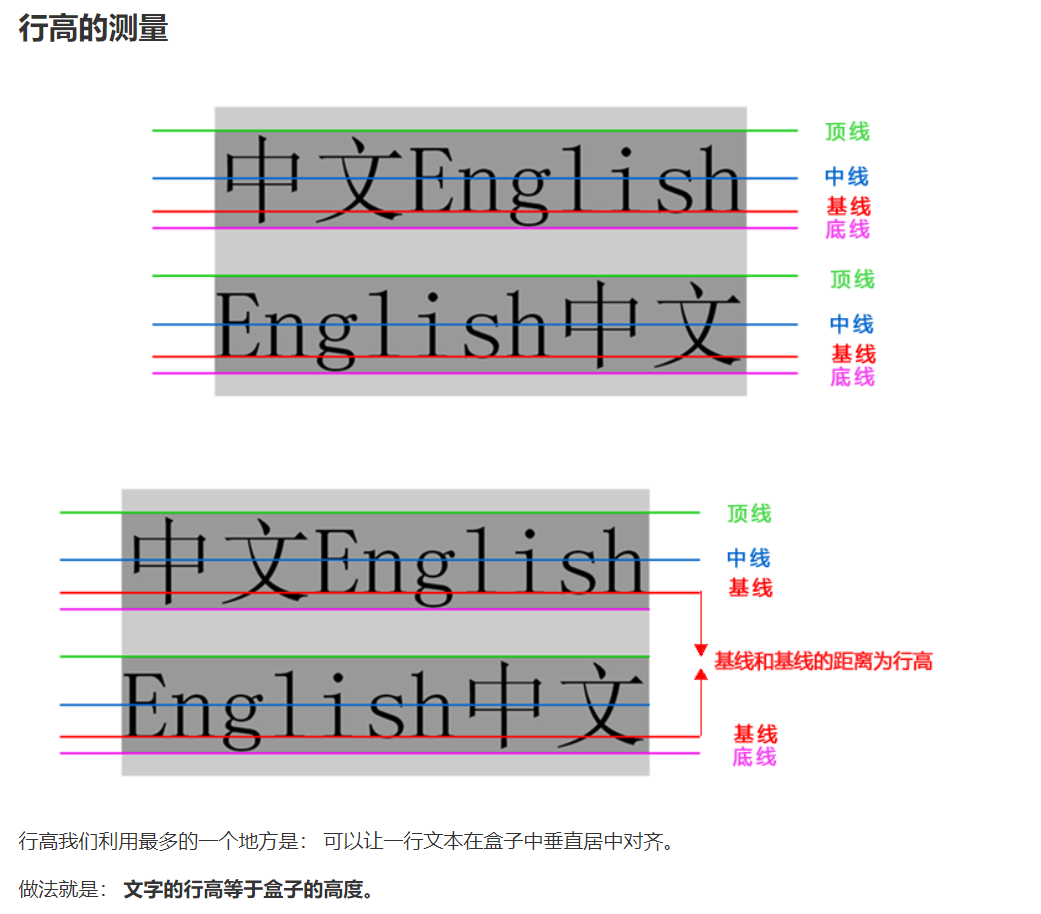 行高的测量
中文English
顶线
中线
基线
底线
English中文
顶线
中线
基线
底线
中文English
顶线
中线
基线
基线和基线的距离为行高
English中文
基线
底线
行高我们利用最多的一个地方是： 可以让一行文本在盒子中垂直居中对齐。
做法就是： 文字的行高等于盒子的高度。